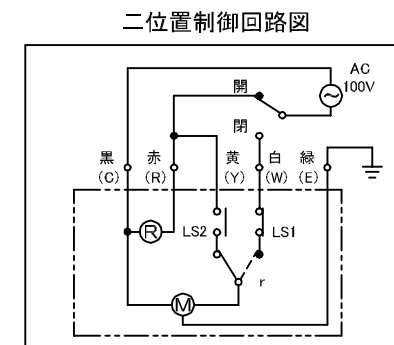 二位置制御回路図
AC
100V
開
閉
黒 赤 黄 白 緑
(C) (R) (Y) (W) (E)
R LS2 LS1
r
M